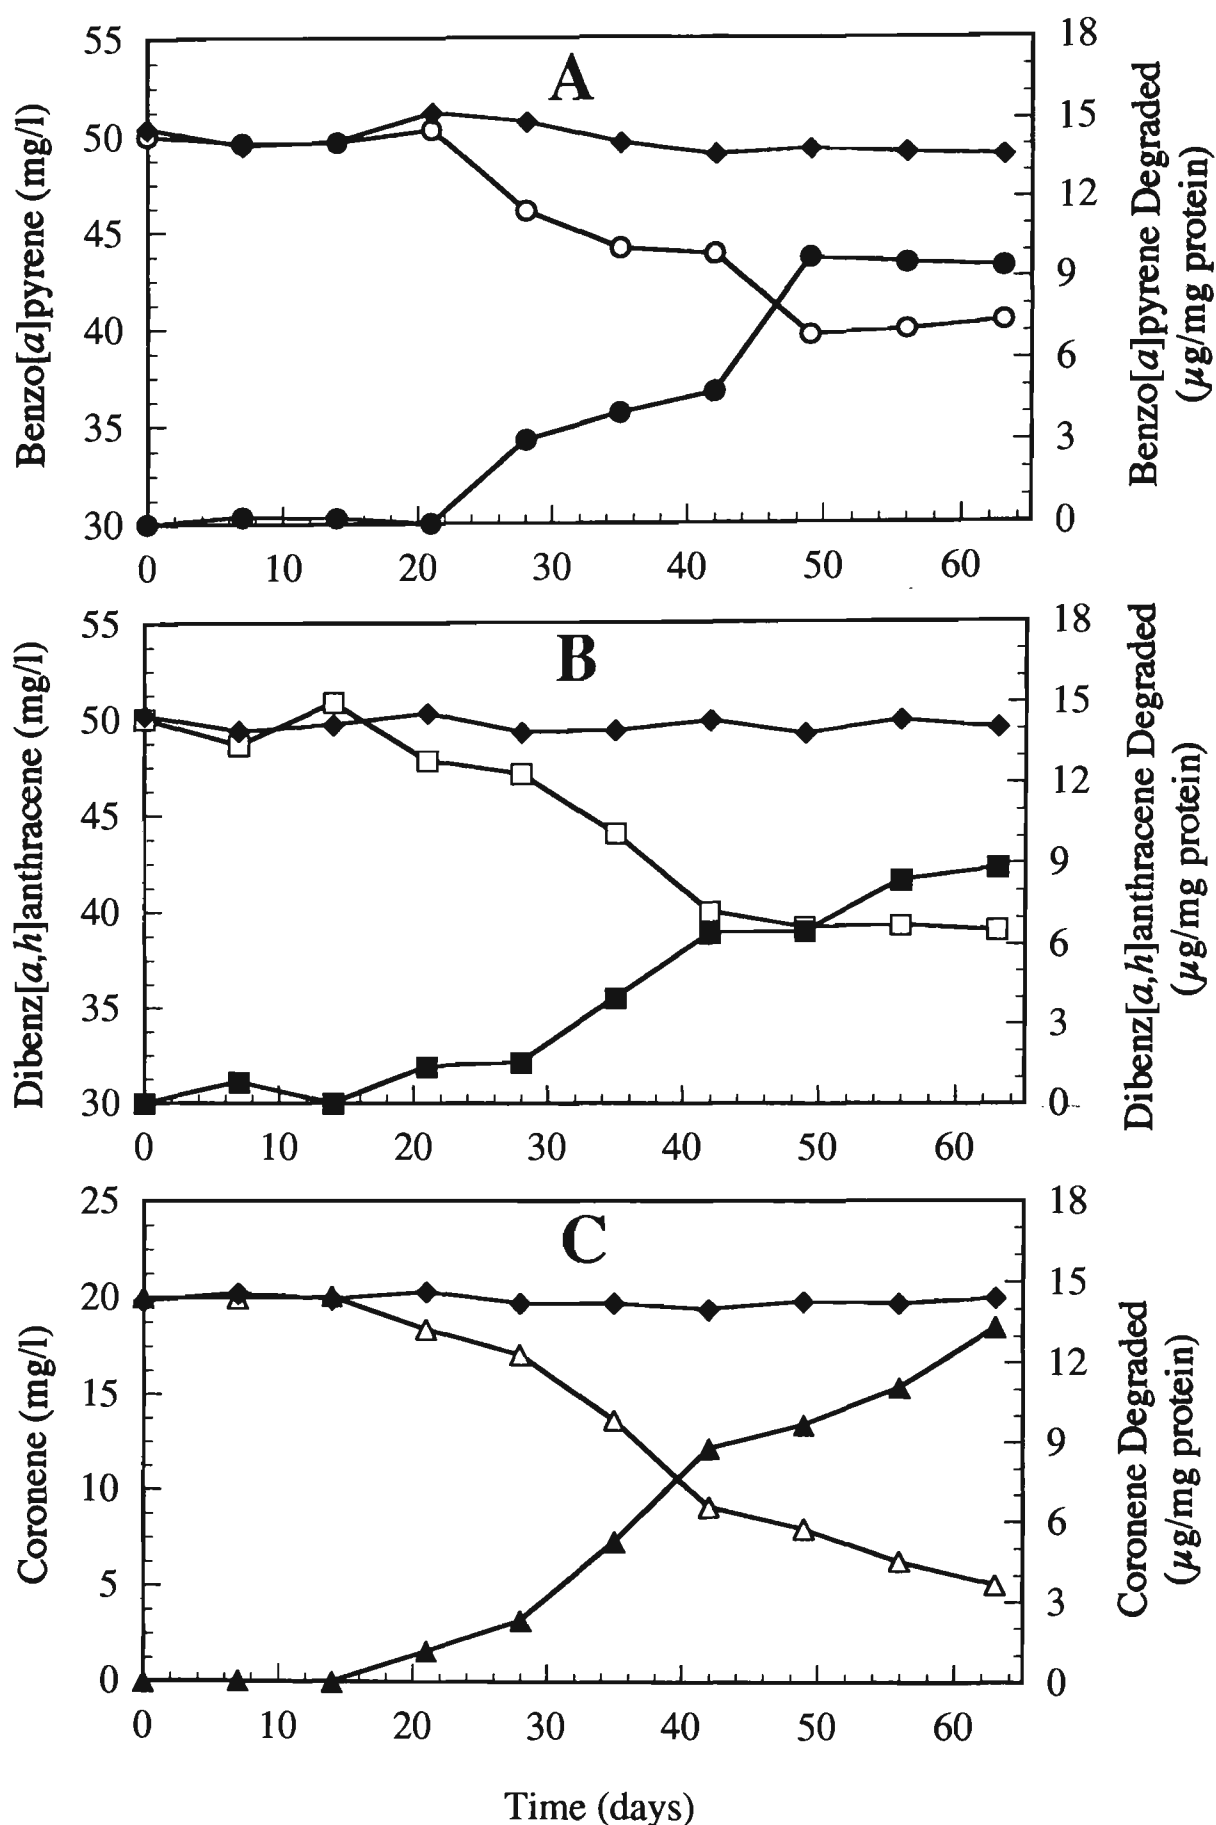 A
Benzo[a]pyrene (mg/l)
55
50
45
40
35
30
0 10 20 30 40 50 60
18
15
12
9
6
3
0
Benzo[a]pyrene Degraded
(µg/mg protein)
B
Dibenz[a,h]anthracene (mg/l)
55
50
45
40
35
30
0 10 20 30 40 50 60
18
15
12
9
6
3
0
Dibenz[a,h]anthracene Degraded
(µg/mg protein)
C
Coronene (mg/l)
25
20
15
10
5
0
0 10 20 30 40 50 60
18
15
12
9
6
3
0
Coronene Degraded
(µg/mg protein)
Time (days)